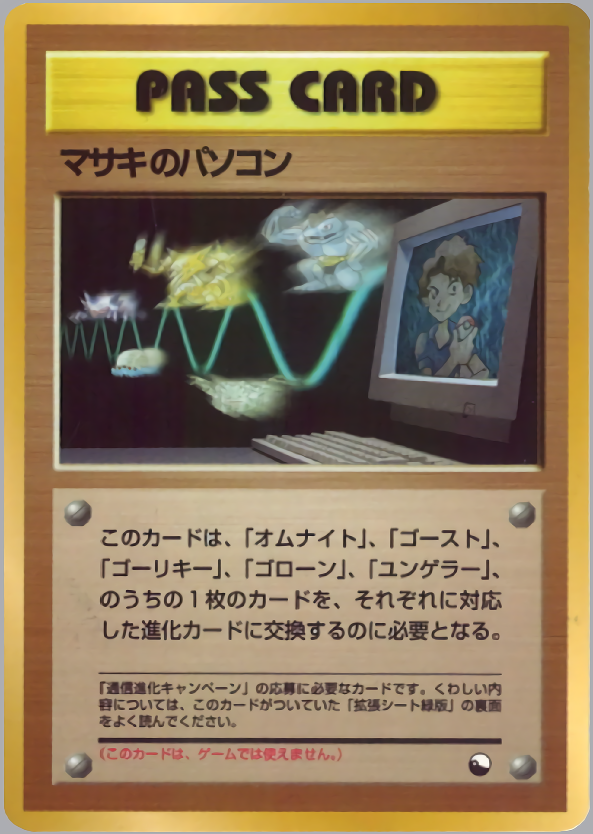 PASS CARD
マサキのパソコン
このカードは、「オムナイト」、「ゴースト」、
「ゴーリキー」、「ゴローン」、「ユンゲラー」、
のうちの1枚のカードを、それぞれに対応
した進化カードに交換するのに必要となる。
「通信進化キャンペーン」の応募に必要なカードです。くわしい内
容については、このカードがついていた「拡張シート緑版」の裏面
をよく読んでください。
(このカードは、ゲームでは使えません。)